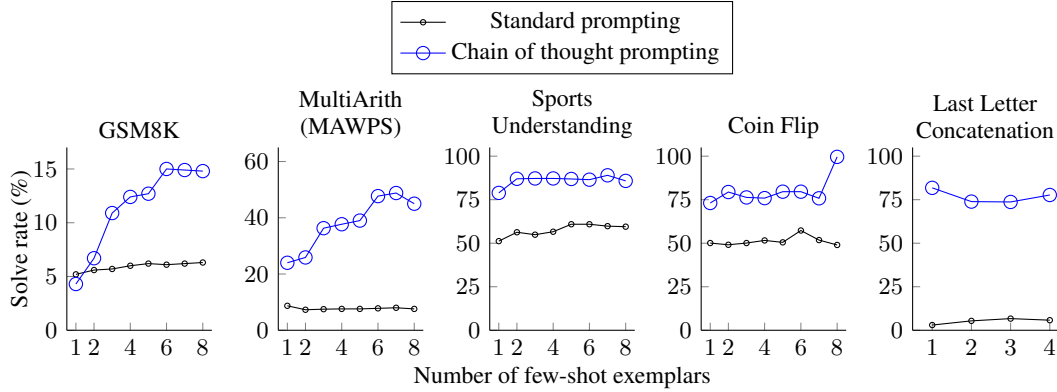 Standard prompting
Chain of thought prompting
GSM8K
MultiArith
(MAWPS)
Sports
Understanding
Coin Flip
Last Letter
Concatenation
Solve rate (%)
15
10
5
0
1 2 4 6 8
60
40
20
0
1 2 4 6 8
100
75
50
25
0
1 2 4 6 8
100
75
50
25
0
1 2 4 6 8
100
75
50
25
0
1 2 3 4
Number of few-shot exemplars